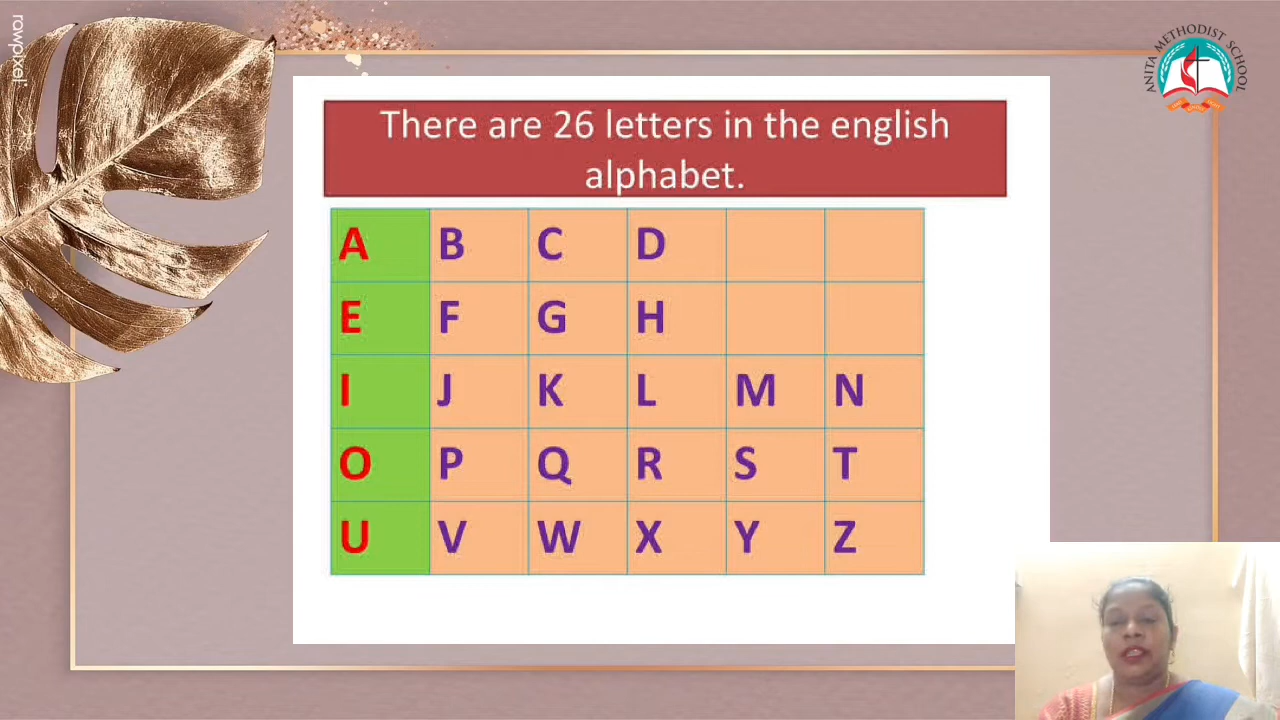 rawpixel
ANITA METHODIST SCHOOL
There are 26 letters in the english
alphabet.
A B C D
E F G H
I J K L M N
O P Q R S T
U V W X Y Z